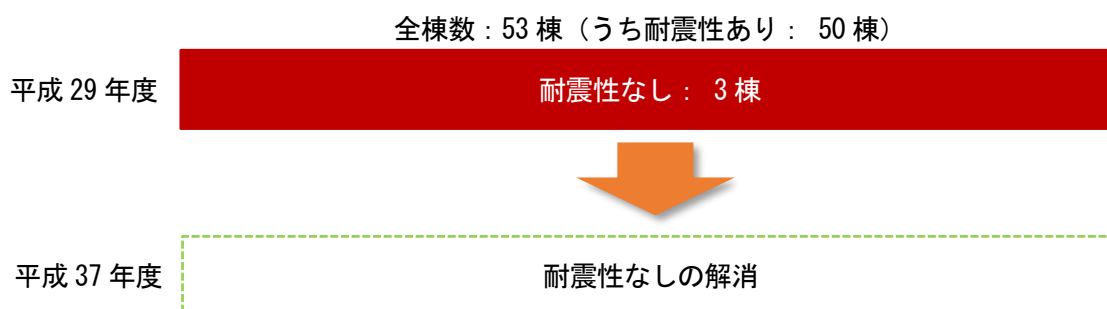 全棟数：53 棟（うち耐震性あり： 50 棟）
平成 29 年度
耐震性なし： 3 棟
平成 37 年度
耐震性なしの解消